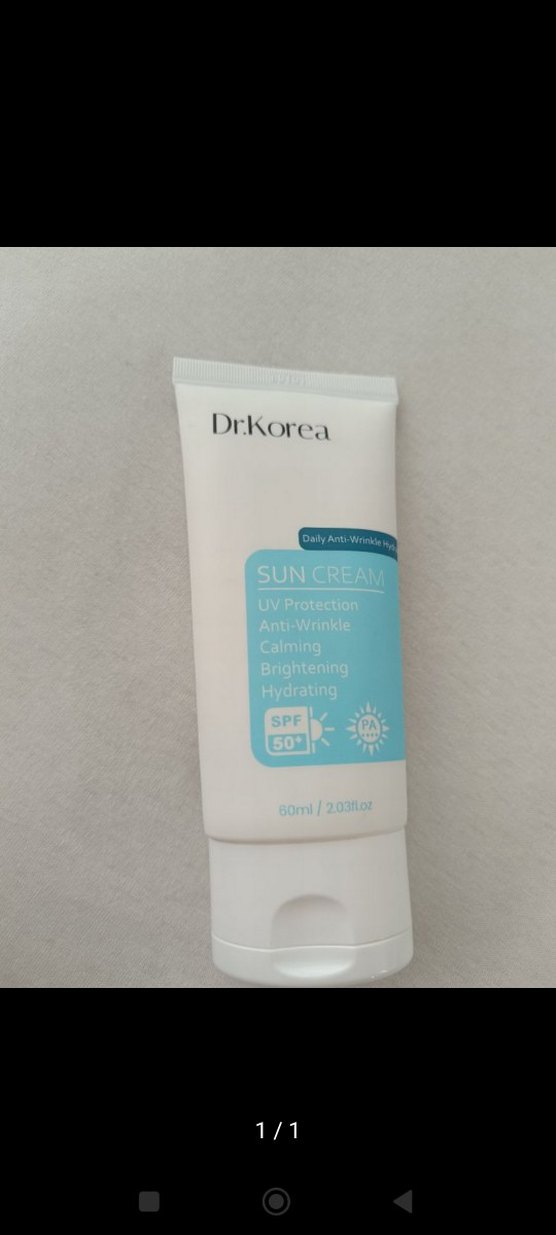 Dr.Korea
Daily Anti-Wrinkle
SUN CREAM
UV Protection
Anti-Wrinkle
Calming
Brightening
Hydrating
SPF
50+
PA
++++
60ml / 2.03fl.oz
1 / 1